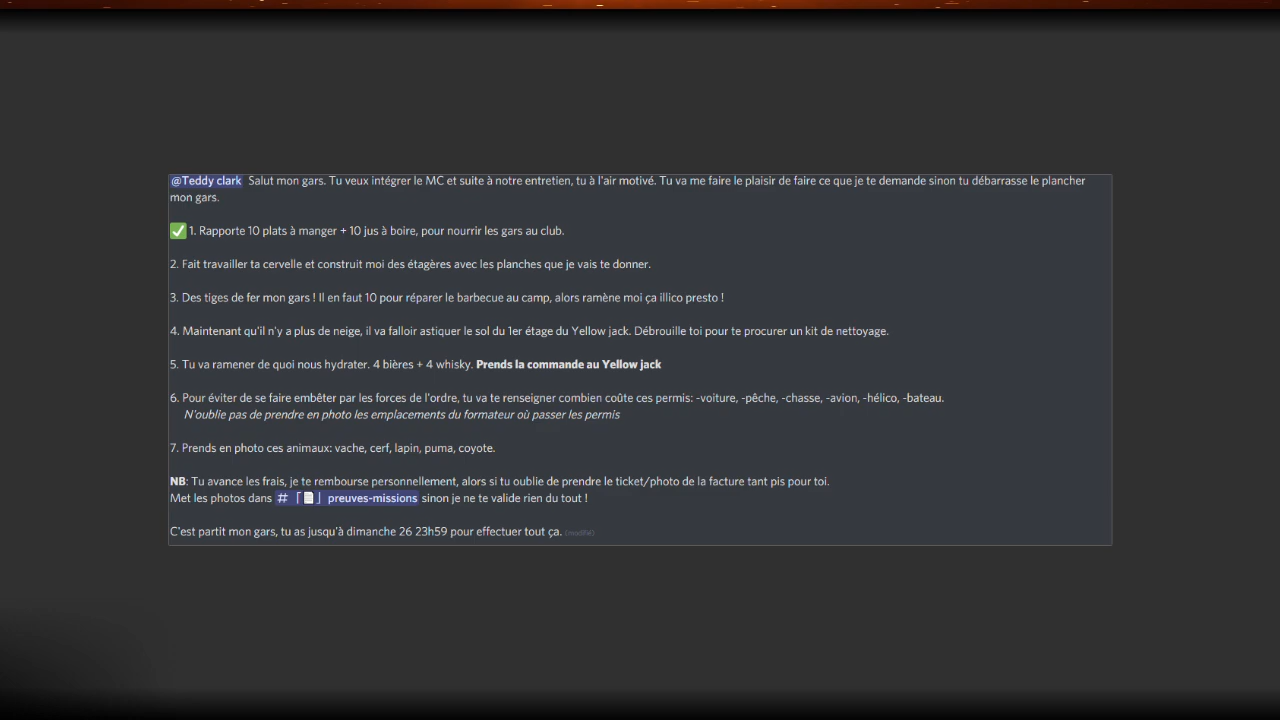 @Teddy clark Salut mon gars. Tu veux intégrer le MC et suite à notre entretien, tu à l'air motivé. Tu va me faire le plaisir de faire ce que je te demande sinon tu débarrasse le plancher
mon gars.
✅ 1. Rapporte 10 plats à manger + 10 jus à boire, pour nourrir les gars au club.
2. Fait travailler ta cervelle et construit moi des étagères avec les planches que je vais te donner.
3. Des tiges de fer mon gars ! Il en faut 10 pour réparer le barbecue au camp, alors ramène moi ça illico presto !
4. Maintenant qu'il n'y a plus de neige, il va falloir astiquer le sol du 1er étage du Yellow jack. Débrouille toi pour te procurer un kit de nettoyage.
5. Tu va ramener de quoi nous hydrater. 4 bières + 4 whisky. Prends la commande au Yellow jack
6. Pour éviter de se faire embêter par les forces de l'ordre, tu va te renseigner combien coûte ces permis: -voiture, -pêche, -chasse, -avion, -hélico, -bateau.
N'oublie pas de prendre en photo les emplacements du formateur où passer les permis
7. Prends en photo ces animaux: vache, cerf, lapin, puma, coyote.
NB: Tu avance les frais, je te rembourse personnellement, alors si tu oublie de prendre le ticket/photo de la facture tant pis pour toi.
Met les photos dans # ⌈📄⌋ preuves-missions sinon je ne te valide rien du tout !
C'est partit mon gars, tu as jusqu'à dimanche 26 23h59 pour effectuer tout ça. (modifié)